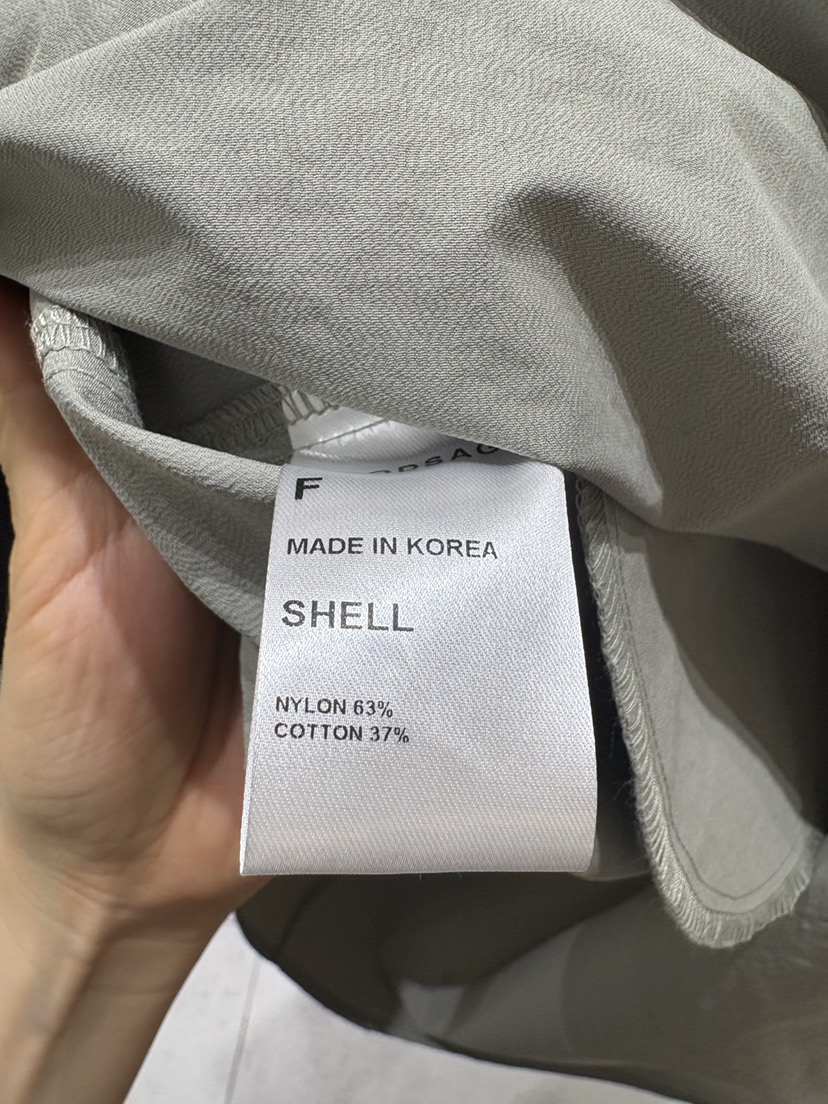 F
MADE IN KOREA
SHELL
NYLON 63%
COTTON 37%